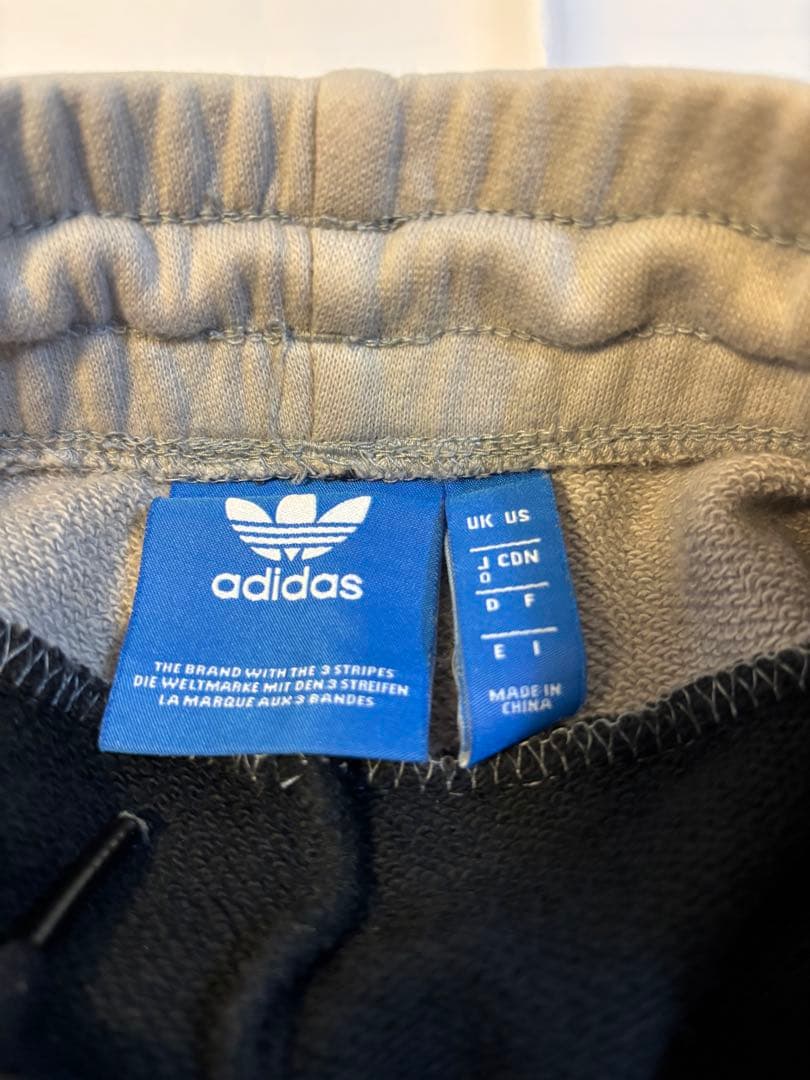 adidas
THE BRAND WITH THE 3 STRIPES
DIE WELTMARKE MIT DEN 3 STREIFEN
LA MARQUE AUX 3 BANDES
UK US
J
O CDN
D F
E I
MADE IN
CHINA